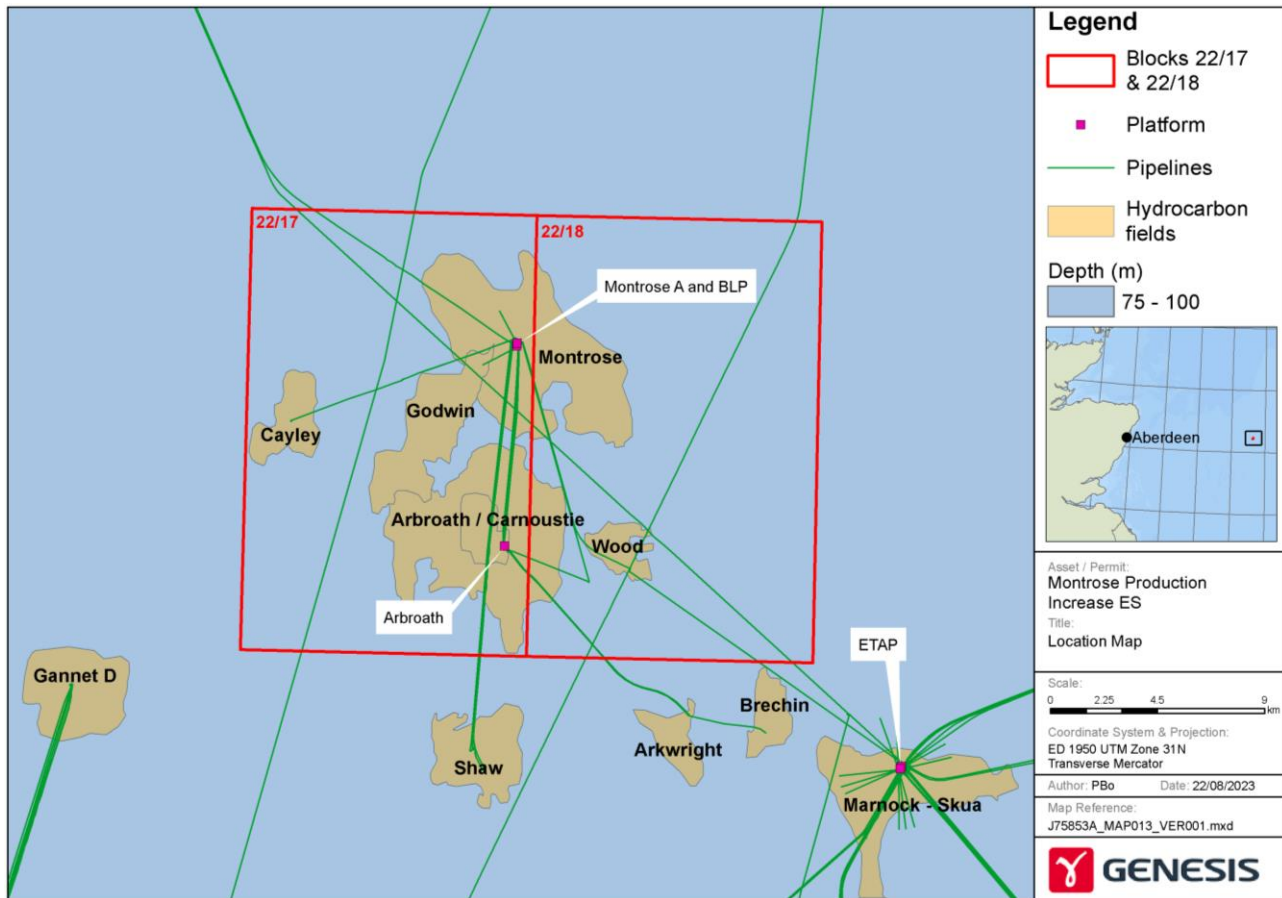 22/17
22/18
Montrose A and BLP
Montrose
Godwin
Cayley
Arbroath / Carnoustie
Wood
Arbroath
ETAP
Gannet D
Brechin
Shaw
Arkwright
Marnock - Skua
Legend
Blocks 22/17
& 22/18
Platform
Pipelines
Hydrocarbon
fields
Depth (m)
75 - 100
Aberdeen
Asset / Permit:
Montrose Production
Increase ES
Title:
Location Map
Scale:
0 2.25 4.5 9
km
Coordinate System & Projection:
ED 1950 UTM Zone 31N
Transverse Mercator
Author: PBo Date: 22/08/2023
Map Reference:
J75853A_MAP013_VER001.mxd
GENESIS